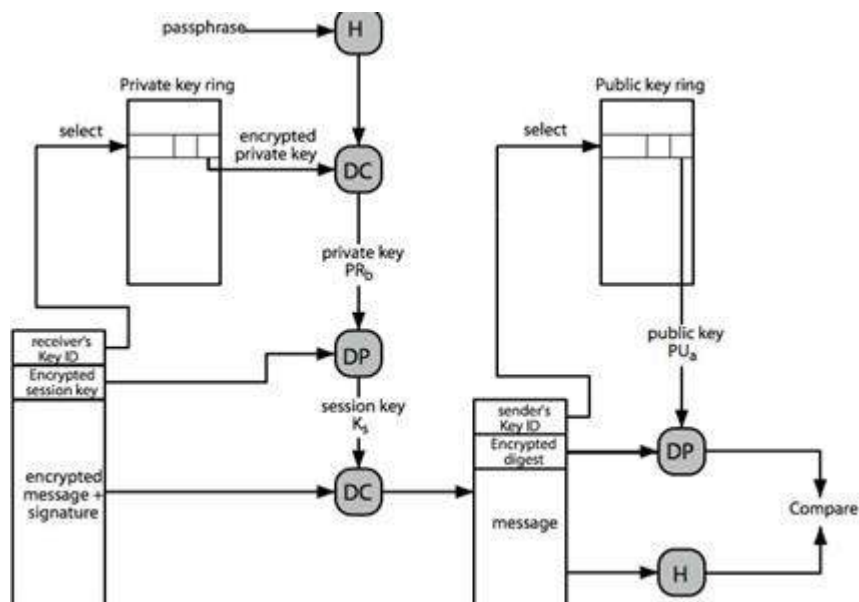 passphrase
H
Private key ring
Public key ring
select
encrypted
private key
DC
select
private key
PRb
public key
PUa
receiver's
Key ID
DP
Encrypted
session key
session key
Ks
sender's
Key ID
Encrypted
digest
DP
encrypted
message +
signature
DC
message
Compare
H